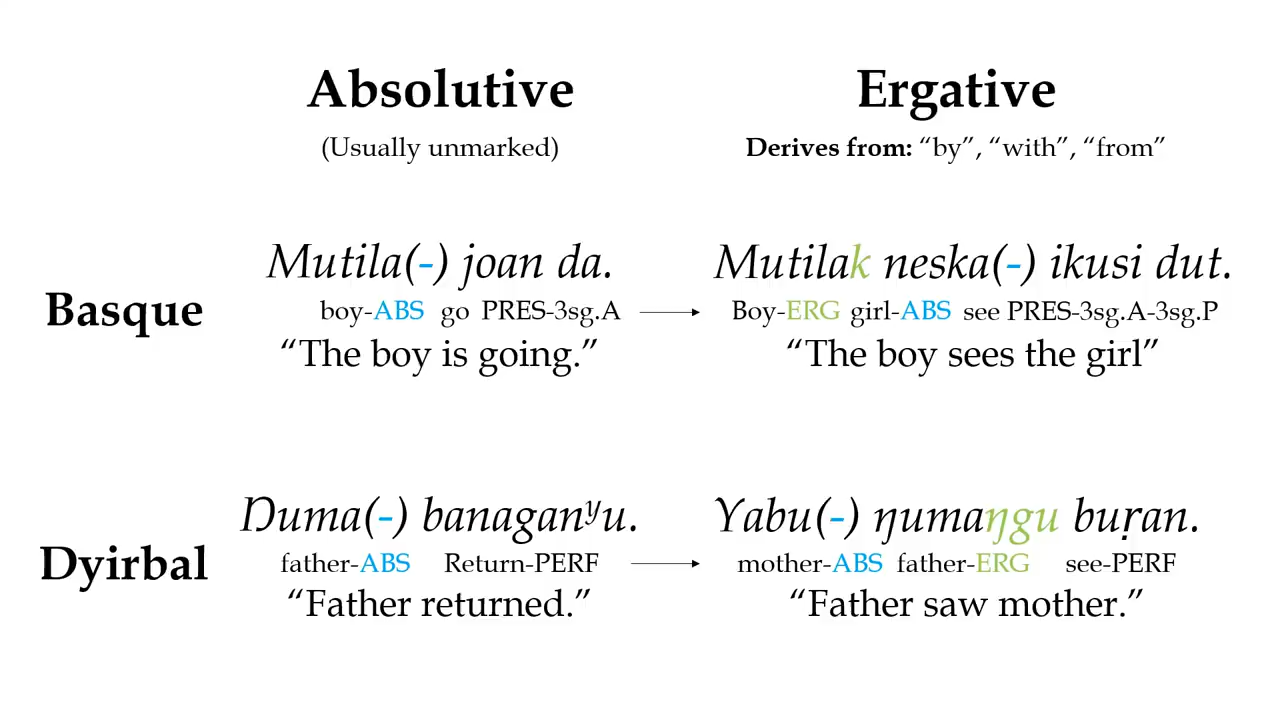 Absolutive
Ergative
(Usually unmarked)
Derives from: “by”, “with”, “from”
Basque
Mutila(-) joan da.
boy-ABS go PRES-3sg.A
“The boy is going.”
Mutilak neska(-) ikusi dut.
Boy-ERG girl-ABS see PRES-3sg.A-3sg.P
“The boy sees the girl”
Dyirbal
Ŋuma(-) banaganʸu.
father-ABS Return-PERF
“Father returned.”
Yabu(-) ŋumaŋgu buṛan.
mother-ABS father-ERG see-PERF
“Father saw mother.”